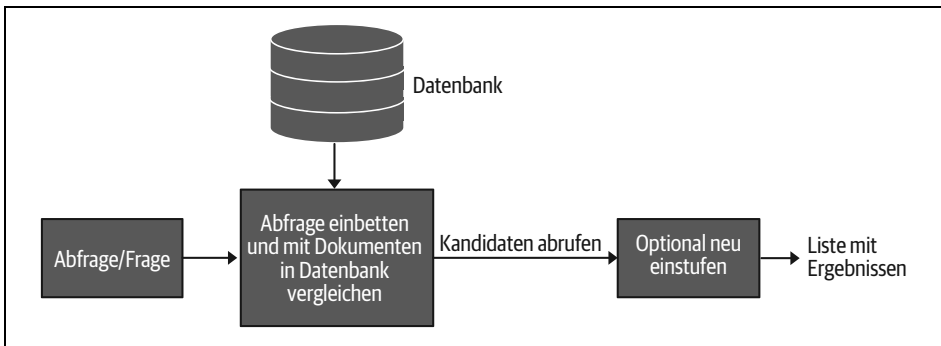 Datenbank
Abfrage/Frage
Abfrage einbetten
und mit Dokumenten
in Datenbank
vergleichen
Kandidaten abrufen
Optional neu
einstufen
Liste mit
Ergebnissen